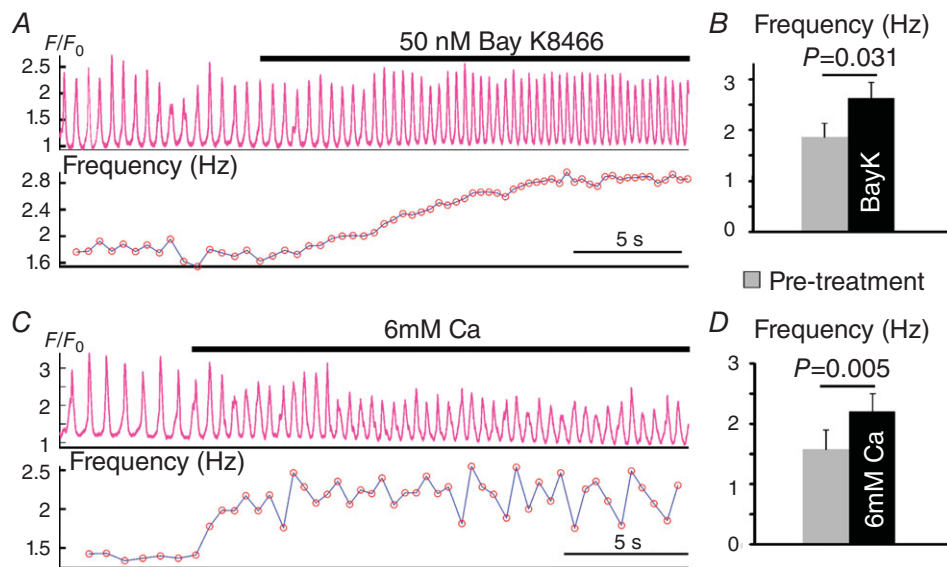 A
F/F0
50 nM Bay K8466
2.5
2
1.5
1
Frequency (Hz)
2.8
2.4
2
1.6
5 s
B
Frequency (Hz)
P=0.031
3
2
1
0
BayK
Pre-treatment
C
F/F0
6mM Ca
3
2
1
Frequency (Hz)
2.5
2
1.5
5 s
D
Frequency (Hz)
P=0.005
3
2
1
0
6mM Ca